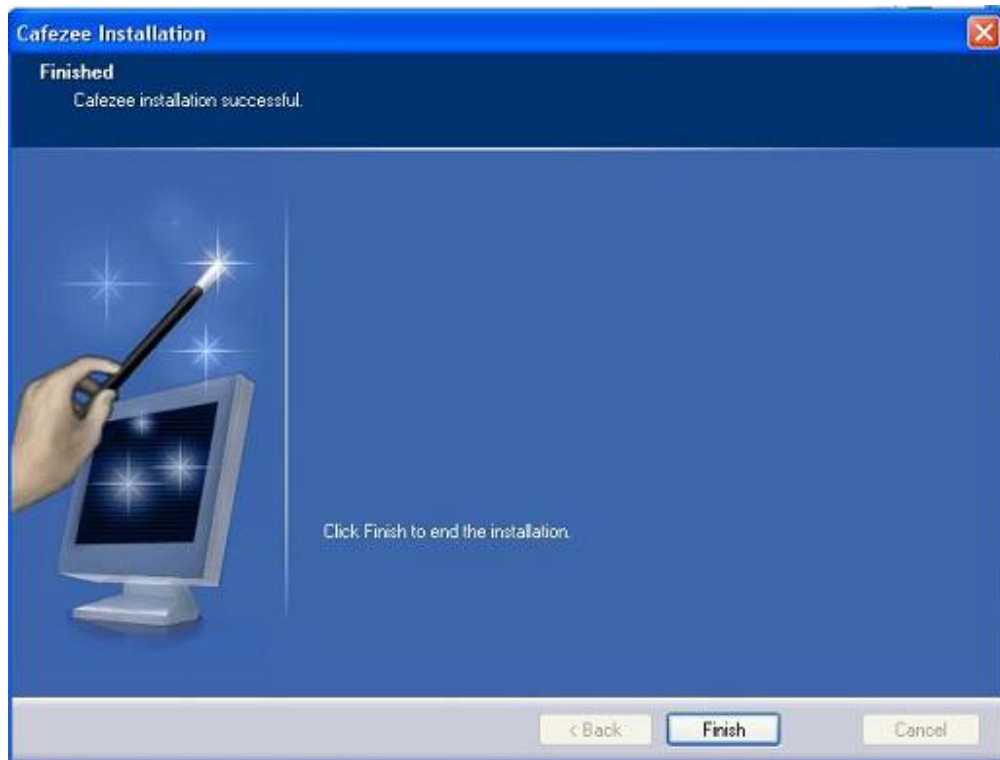 Cafezee Installation
Finished
Cafezee installation successful.
Click Finish to end the installation.
< Back
Finish
Cancel